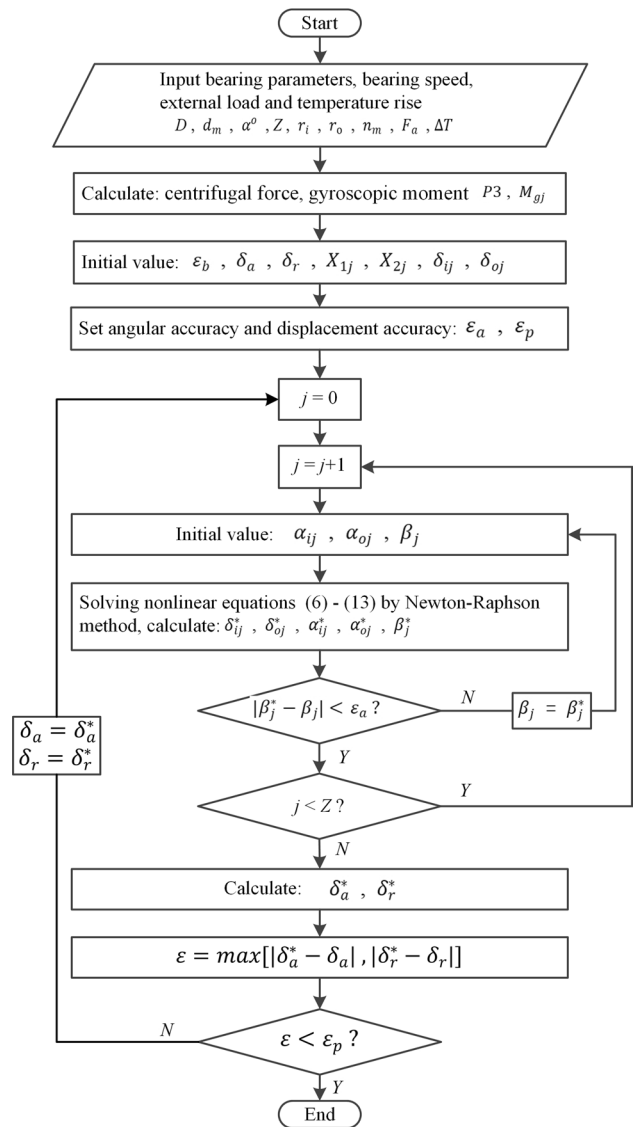 Start
Input bearing parameters, bearing speed,
external load and temperature rise
D , d_m , α^o , Z, r_i , r_o , n_m , F_a , ΔT
Calculate: centrifugal force, gyroscopic moment P3 , M_gj
Initial value: ε_b , δ_a , δ_r , X_1j , X_2j , δ_ij , δ_oj
Set angular accuracy and displacement accuracy: ε_a , ε_p
j = 0
j = j+1
Initial value: α_ij , α_oj , β_j
Solving nonlinear equations (6) - (13) by Newton-Raphson
method, calculate: δ*_ij , δ*_oj , α*_ij , α*_oj , β*_j
|β*_j − β_j| < ε_a ?
N
β_j = β*_j
Y
δ_a = δ*_a
δ_r = δ*_r
j < Z ?
Y
N
Calculate: δ*_a , δ*_r
ε = max[|δ*_a − δ_a| , |δ*_r − δ_r|]
N
ε < ε_p ?
Y
End